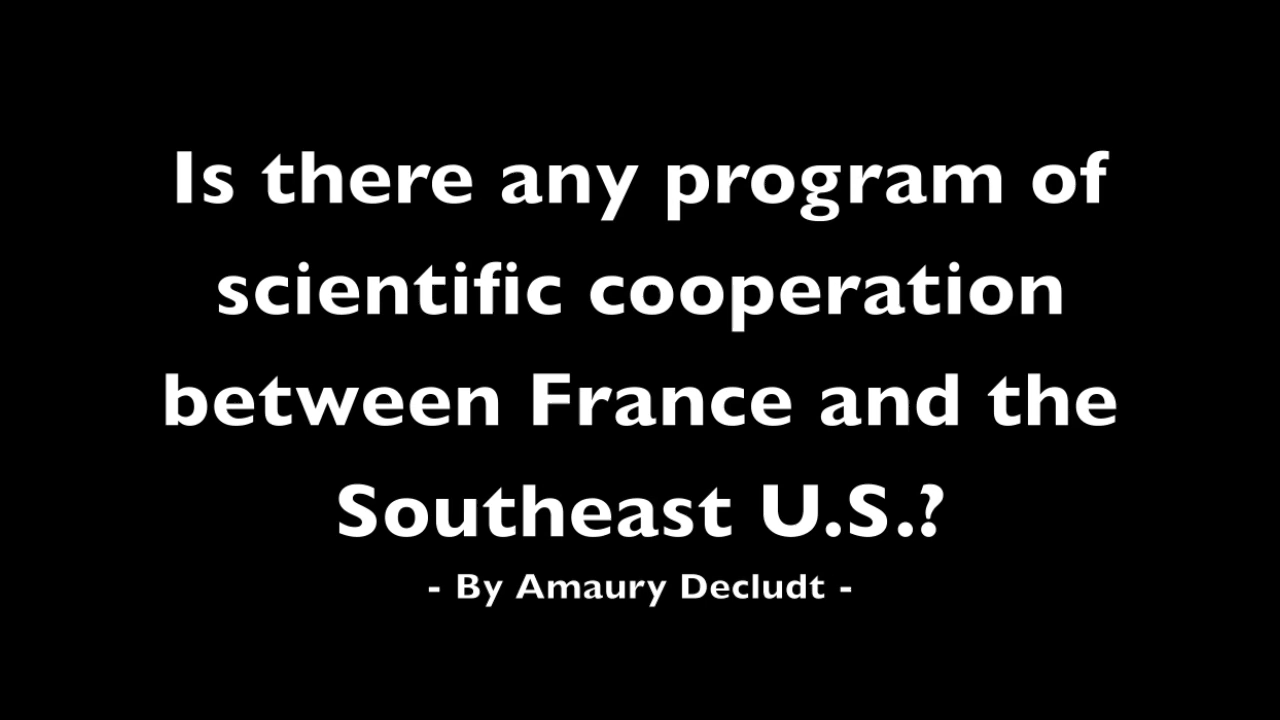 Is there any program of
scientific cooperation
between France and the
Southeast U.S.?
- By Amaury Decludt -